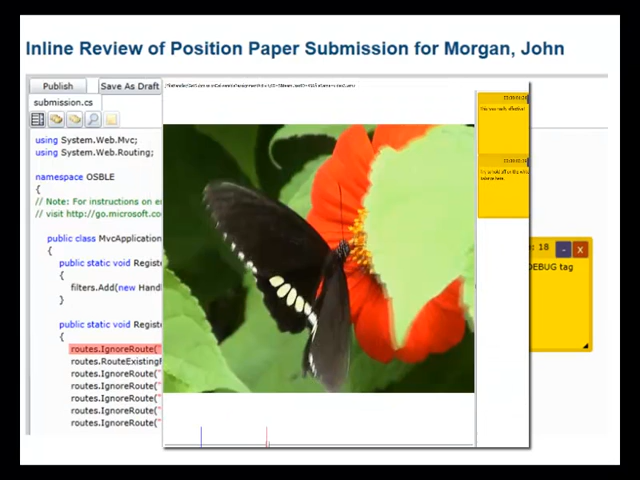 Inline Review of Position Paper Submission for Morgan, John
Publish
Save As Draft
submission.cs
using System.Web.Mvc;
using System.Web.Routing;
namespace OSBLE
{
// Note: For instructions on e
// visit http://go.microsoft.co
public class MvcApplication
{
public static void Registe
{
filters.Add(new Handl
}
public static void Registe
{
routes.IgnoreRoute("
routes.RouteExistingF
routes.IgnoreRoute("
routes.IgnoreRoute("
routes.IgnoreRoute("
routes.IgnoreRoute("
routes.IgnoreRoute("
: 18
- x
DEBUG tag